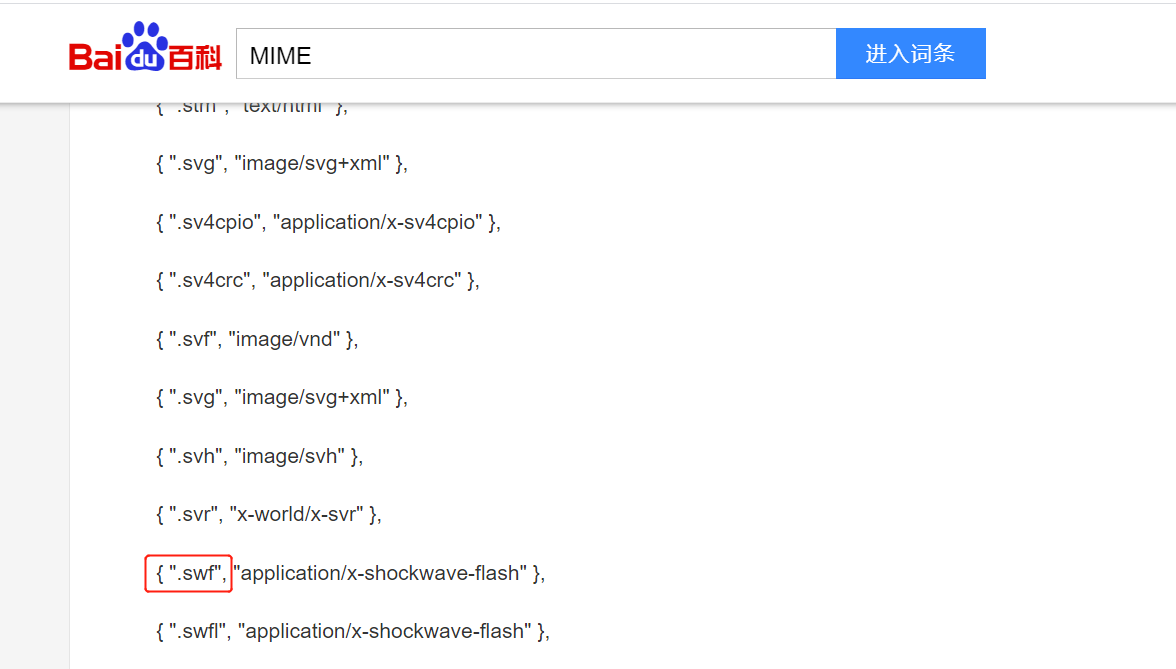 Baidu百科
MIME
进入词条
{ ".stm", "text/html" },
{ ".svg", "image/svg+xml" },
{ ".sv4cpio", "application/x-sv4cpio" },
{ ".sv4crc", "application/x-sv4crc" },
{ ".svf", "image/vnd" },
{ ".svg", "image/svg+xml" },
{ ".svh", "image/svh" },
{ ".svr", "x-world/x-svr" },
{ ".swf", "application/x-shockwave-flash" },
{ ".swfl", "application/x-shockwave-flash" },